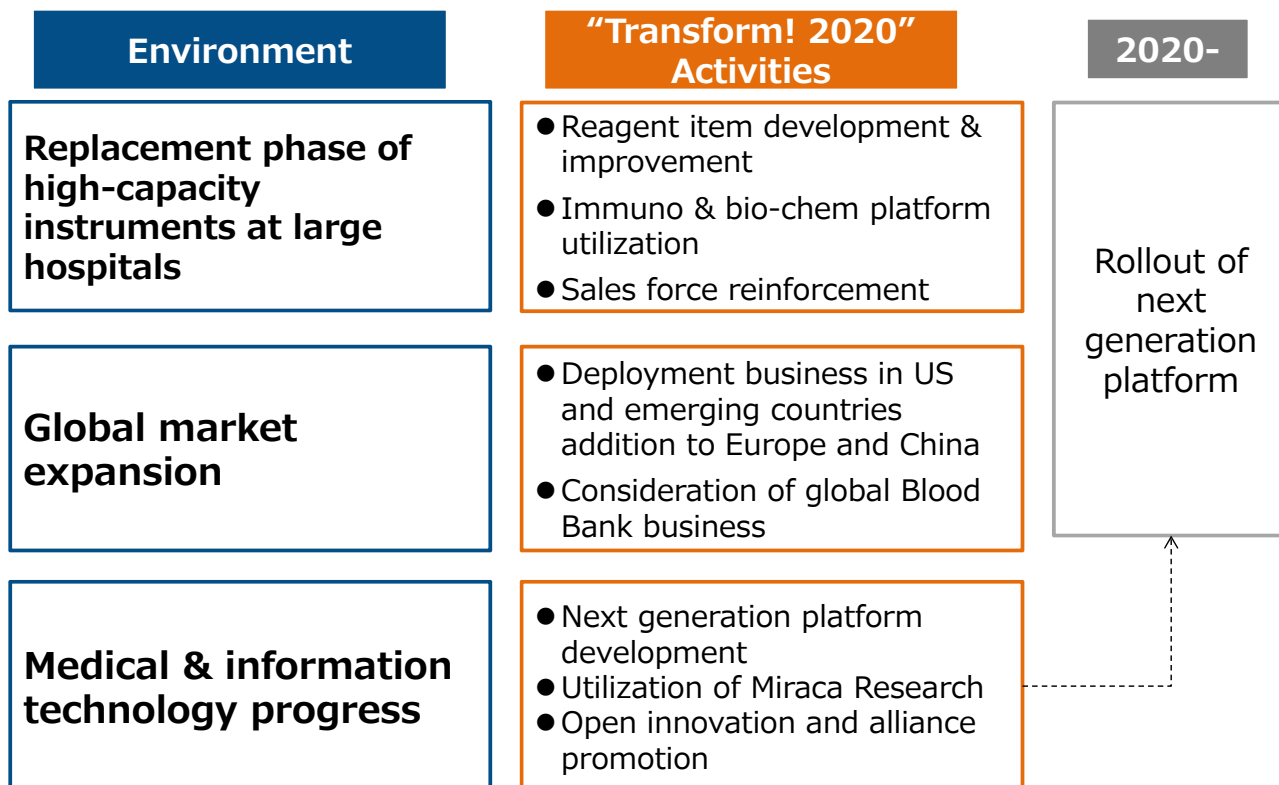 Environment
“Transform! 2020”
Activities
2020-
Replacement phase of
high-capacity
instruments at large
hospitals
● Reagent item development &
improvement
● Immuno & bio-chem platform
utilization
● Sales force reinforcement
Rollout of
next
generation
platform
Global market
expansion
● Deployment business in US
and emerging countries
addition to Europe and China
● Consideration of global Blood
Bank business
Medical & information
technology progress
● Next generation platform
development
● Utilization of Miraca Research
● Open innovation and alliance
promotion